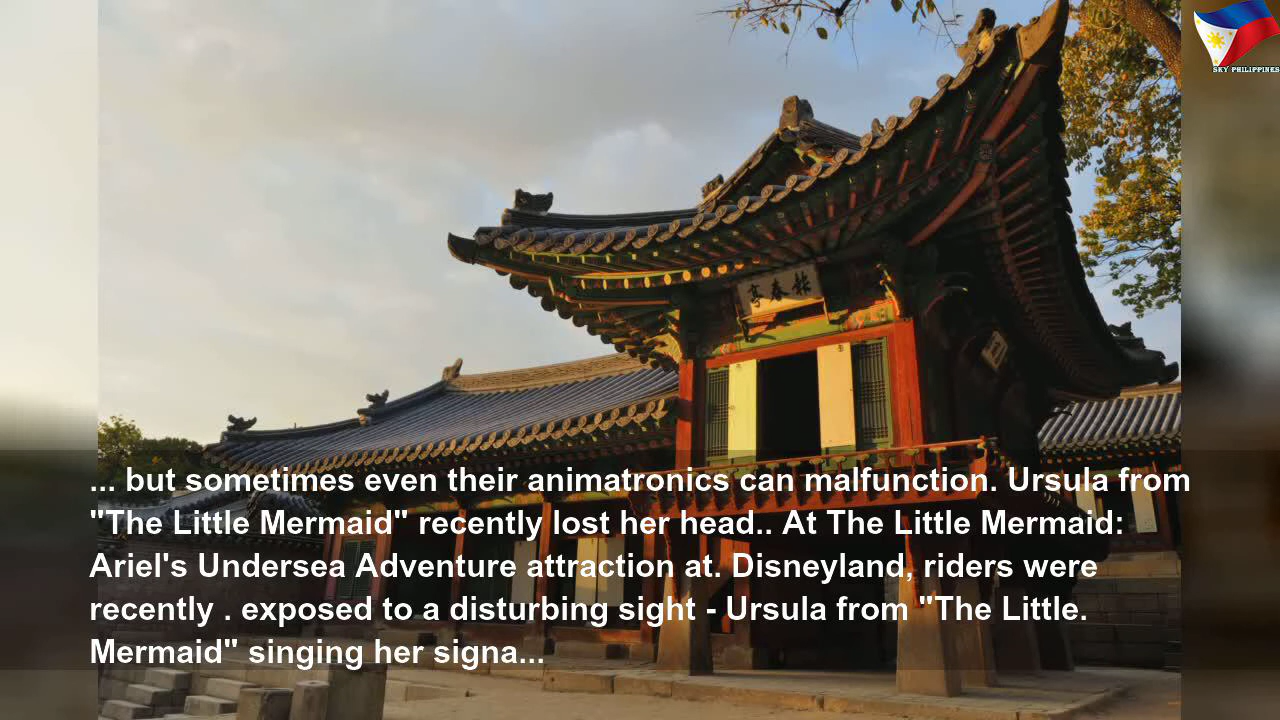 SKY PHILIPPINES
... but sometimes even their animatronics can malfunction. Ursula from
"The Little Mermaid" recently lost her head.. At The Little Mermaid:
Ariel's Undersea Adventure attraction at. Disneyland, riders were
recently . exposed to a disturbing sight - Ursula from "The Little.
Mermaid" singing her signa...